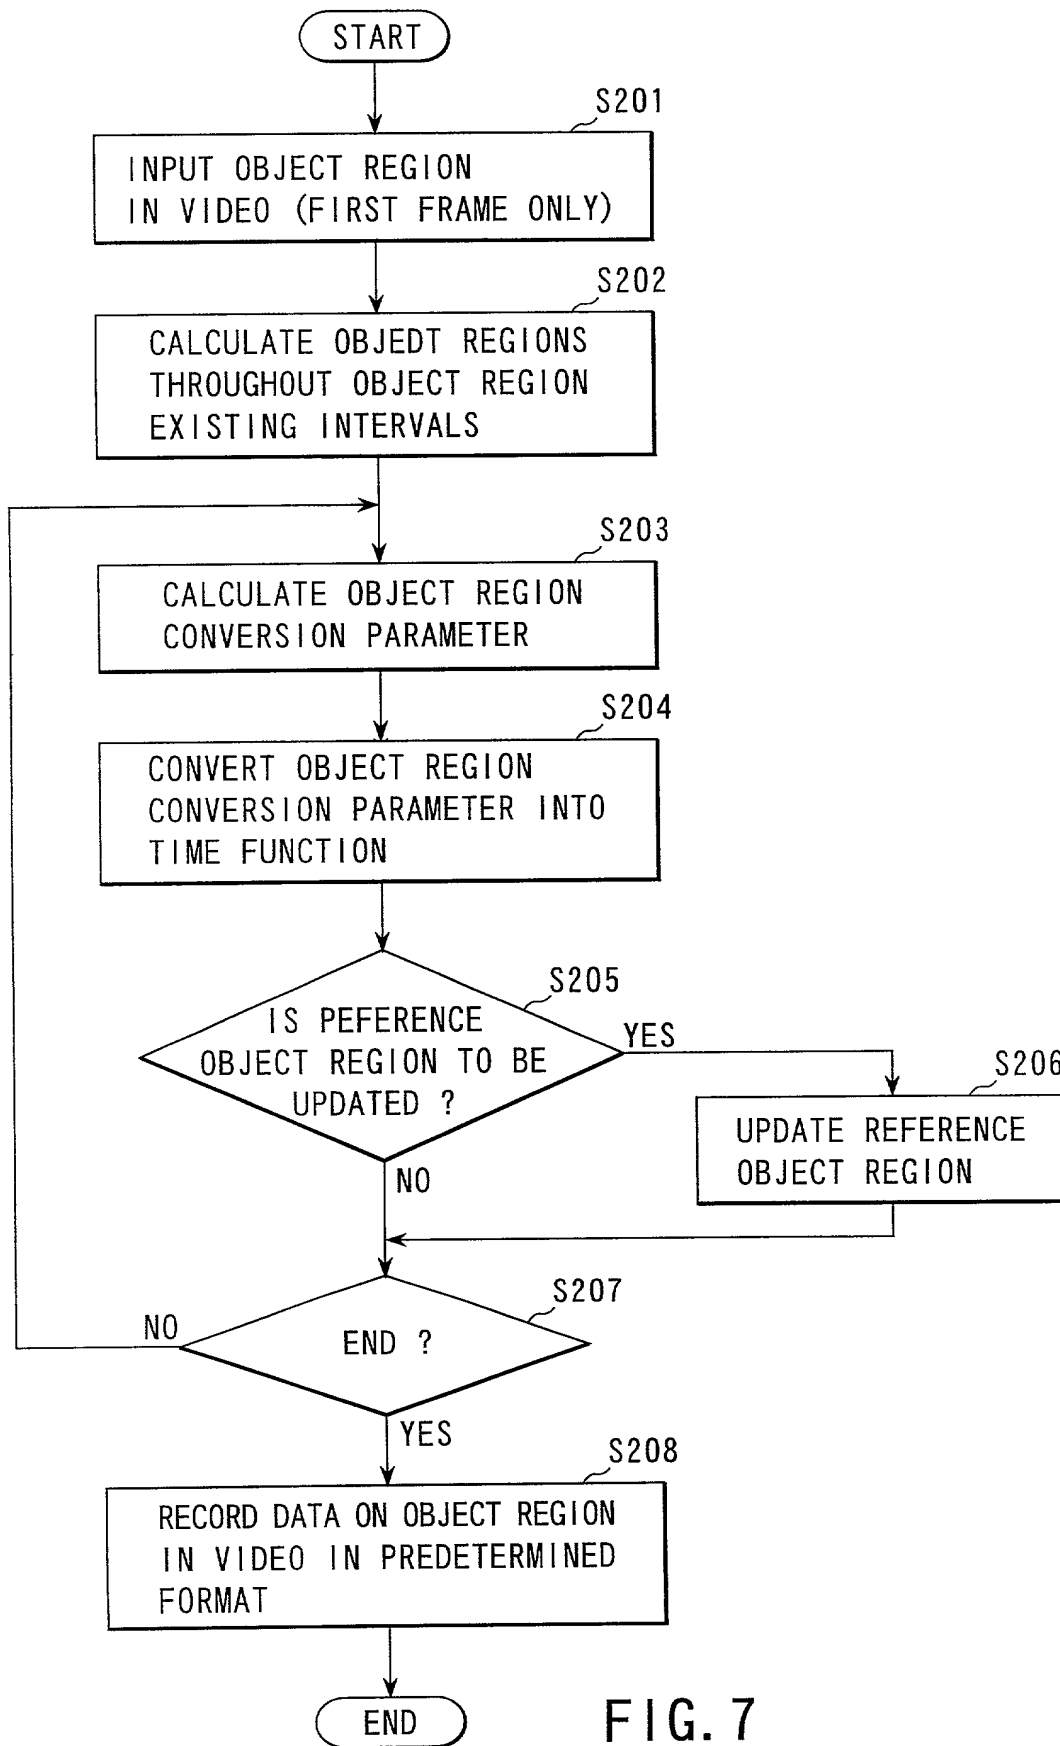 START
S201
INPUT OBJECT REGION
IN VIDEO (FIRST FRAME ONLY)
S202
CALCULATE OBJEDT REGIONS
THROUGHOUT OBJECT REGION
EXISTING INTERVALS
S203
CALCULATE OBJECT REGION
CONVERSION PARAMETER
S204
CONVERT OBJECT REGION
CONVERSION PARAMETER INTO
TIME FUNCTION
S205
IS PEFERENCE
OBJECT REGION TO BE
UPDATED ?
YES
S206
UPDATE REFERENCE
OBJECT REGION
NO
S207
END ?
NO
YES
S208
RECORD DATA ON OBJECT REGION
IN VIDEO IN PREDETERMINED
FORMAT
END
FIG. 7